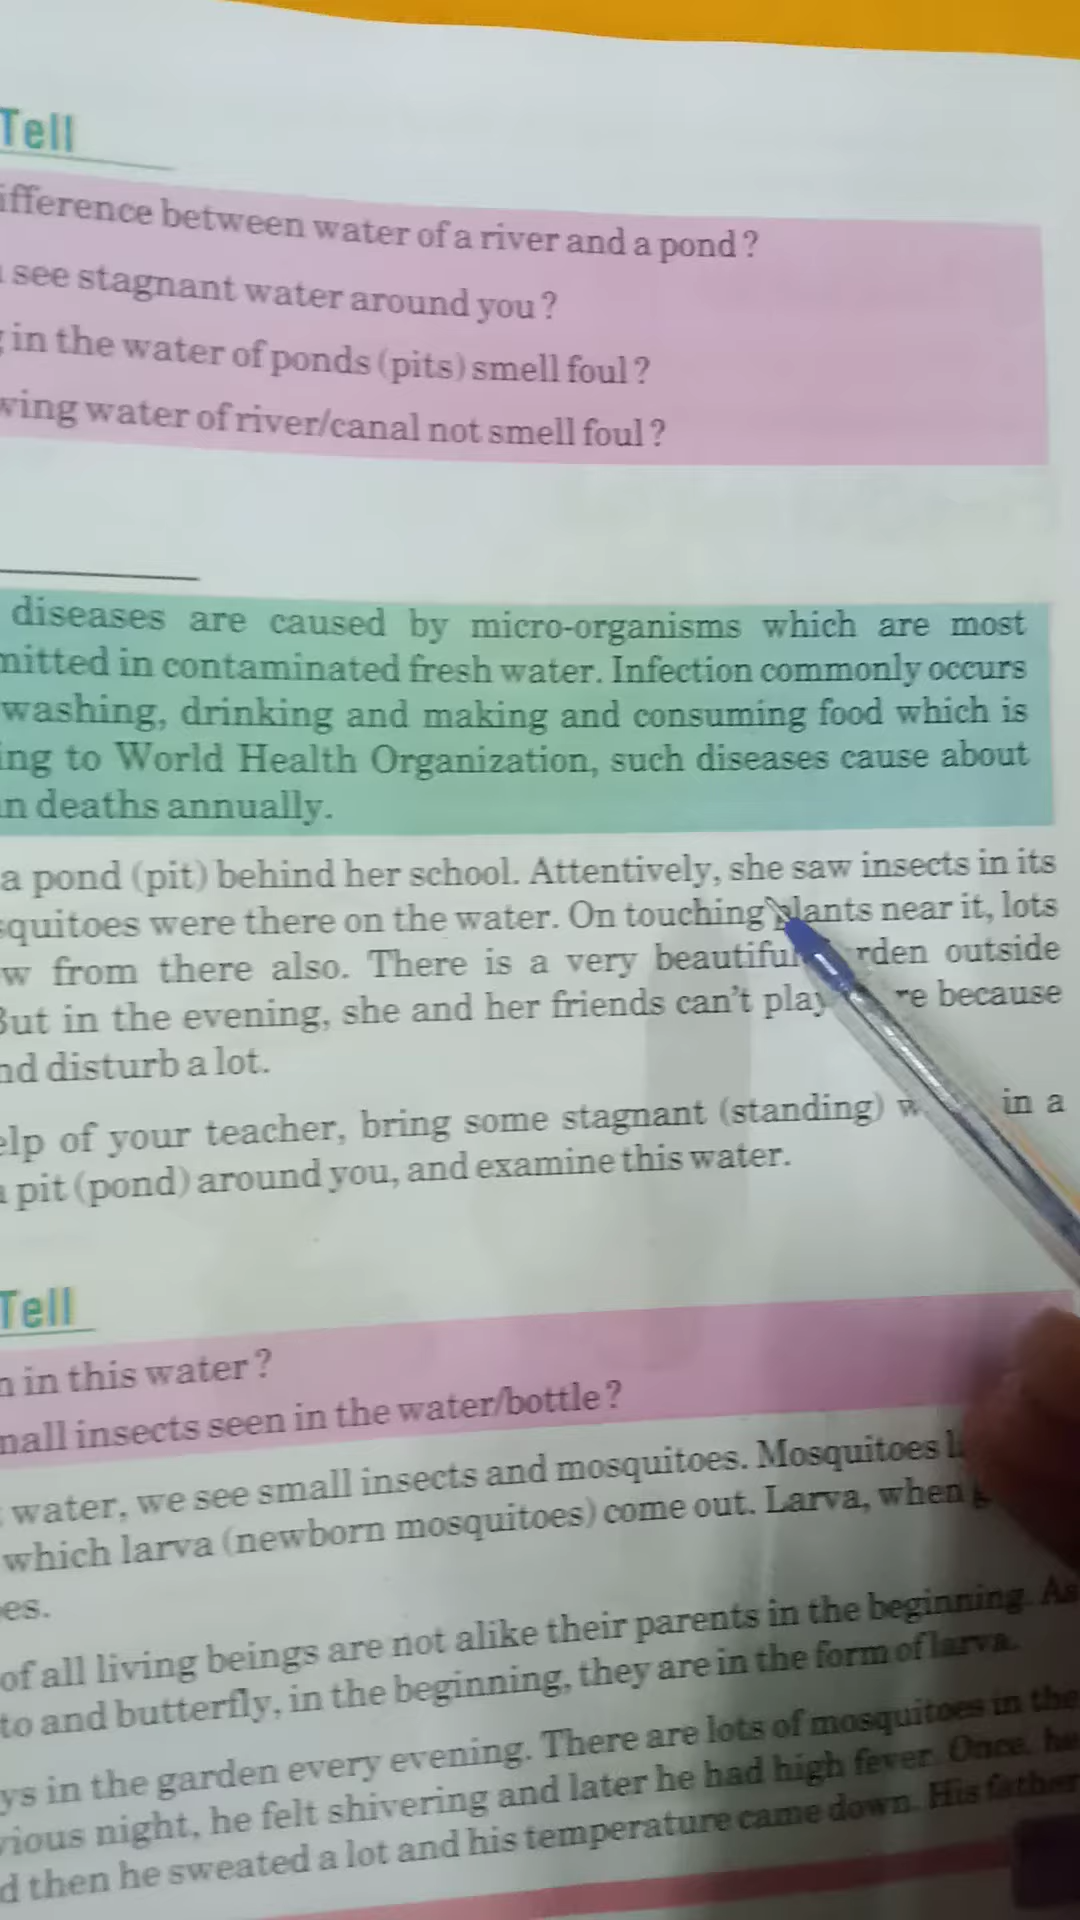 Tell
difference between water of a river and a pond?
see stagnant water around you?
in the water of ponds (pits) smell foul?
wing water of river/canal not smell foul?
diseases are caused by micro-organisms which are most
mitted in contaminated fresh water. Infection commonly occurs
washing, drinking and making and consuming food which is
ing to World Health Organization, such diseases cause about
n deaths annually.
a pond (pit) behind her school. Attentively, she saw insects in its
squitoes were there on the water. On touching plants near it, lots
w from there also. There is a very beautiful rden outside
But in the evening, she and her friends can't play re because
nd disturb a lot.
elp of your teacher, bring some stagnant (standing) in a
pit (pond) around you, and examine this water.
Tell
n in this water?
mall insects seen in the water/bottle?
water, we see small insects and mosquitoes. Mosquitoes
which larva (newborn mosquitoes) come out. Larva, when
es.
of all living beings are not alike their parents in the beginning. As
to and butterfly, in the beginning, they are in the form of larva.
ys in the garden every evening. There are lots of mosquitoes in the
vious night, he felt shivering and later he had high fever. Once, he
d then he sweated a lot and his temperature came down. His father